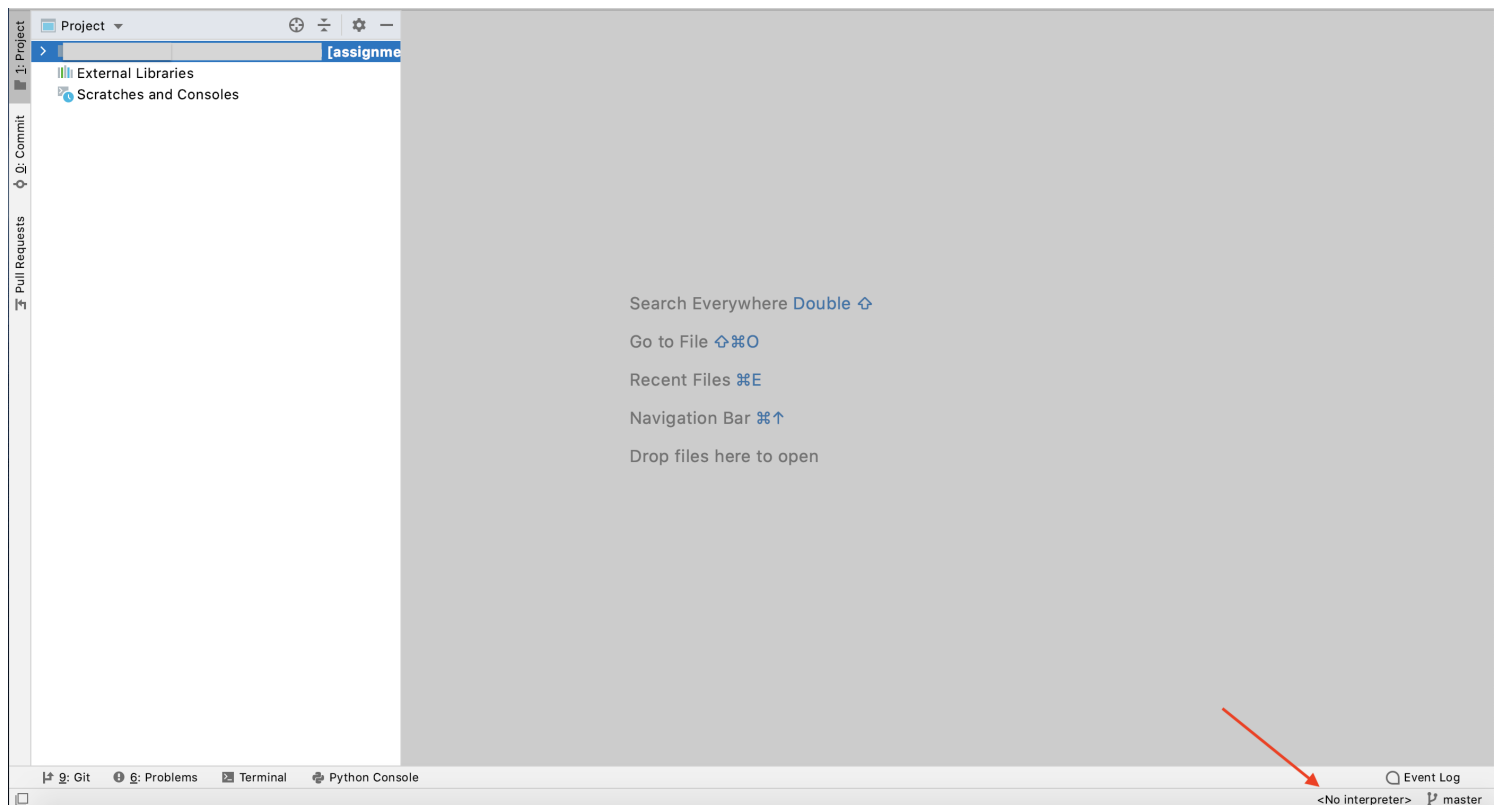 1: Project
0: Commit
Pull Requests
Project
[assignme
External Libraries
Scratches and Consoles
Search Everywhere Double ⇧
Go to File ⇧⌘O
Recent Files ⌘E
Navigation Bar ⌘↑
Drop files here to open
9: Git 6: Problems Terminal Python Console Event Log
<No interpreter> master